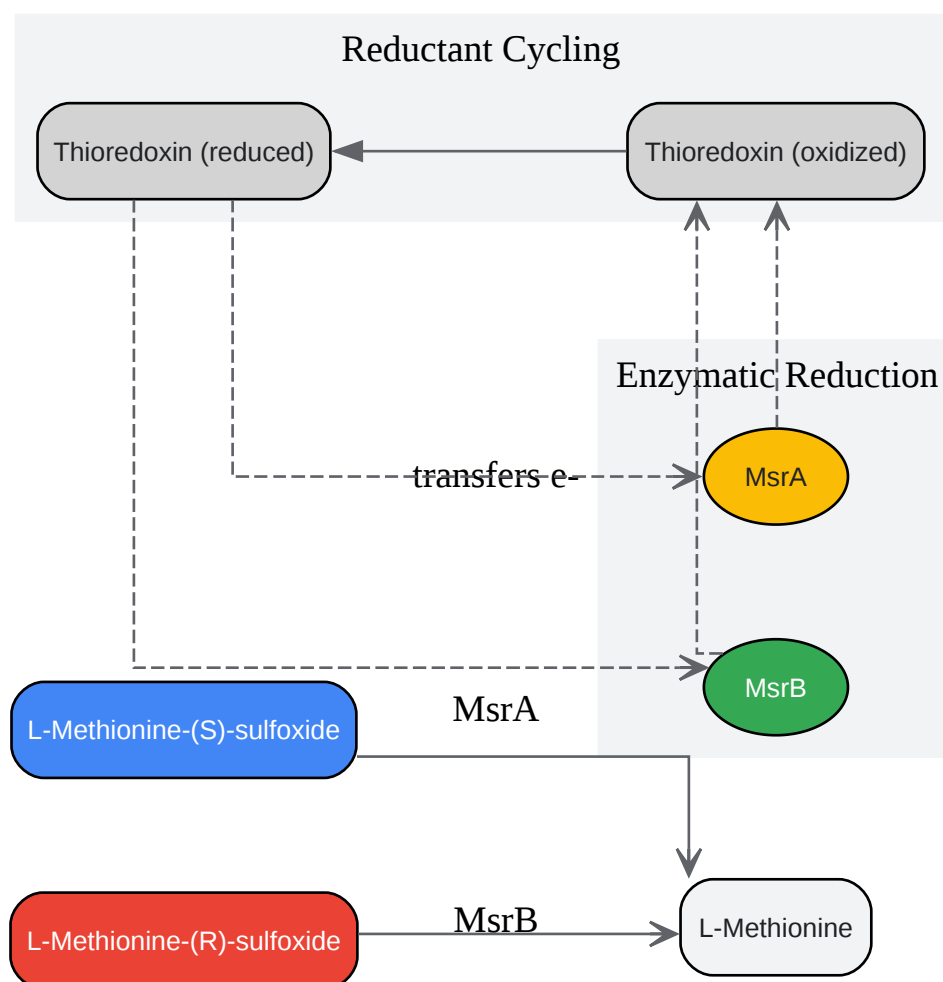 Reductant Cycling
Thioredoxin (reduced)
Thioredoxin (oxidized)
Enzymatic Reduction
transfers e-
MsrA
MsrB
MsrA
L-Methionine-(S)-sulfoxide
MsrB
L-Methionine-(R)-sulfoxide
L-Methionine